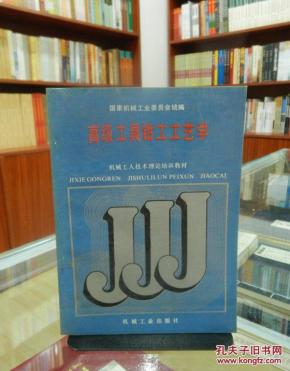 国家机械工业委员会统编
高级工具钳工工艺学
机械工人技术理论培训教材
JIXIE GONGREN JISHU LILUN PEIXUN JIAOCAI
JJJ
机械工业出版社
孔夫子旧书网